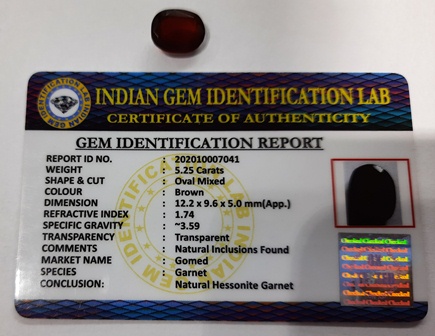 INDIAN GEM IDENTIFICATION LAB
CERTIFICATE OF AUTHENTICITY
GEM IDENTIFICATION REPORT
REPORT ID NO. : 202010007041
WEIGHT : 5.25 Carats
SHAPE & CUT : Oval Mixed
COLOUR : Brown
DIMENSION : 12.2 x 9.6 x 5.0 mm(App.)
REFRACTIVE INDEX : 1.74
SPECIFIC GRAVITY : ~3.59
TRANSPARENCY : Transparent
COMMENTS : Natural Inclusions Found
MARKET NAME : Gomed
SPECIES : Garnet
CONCLUSION: : Natural Hessonite Garnet